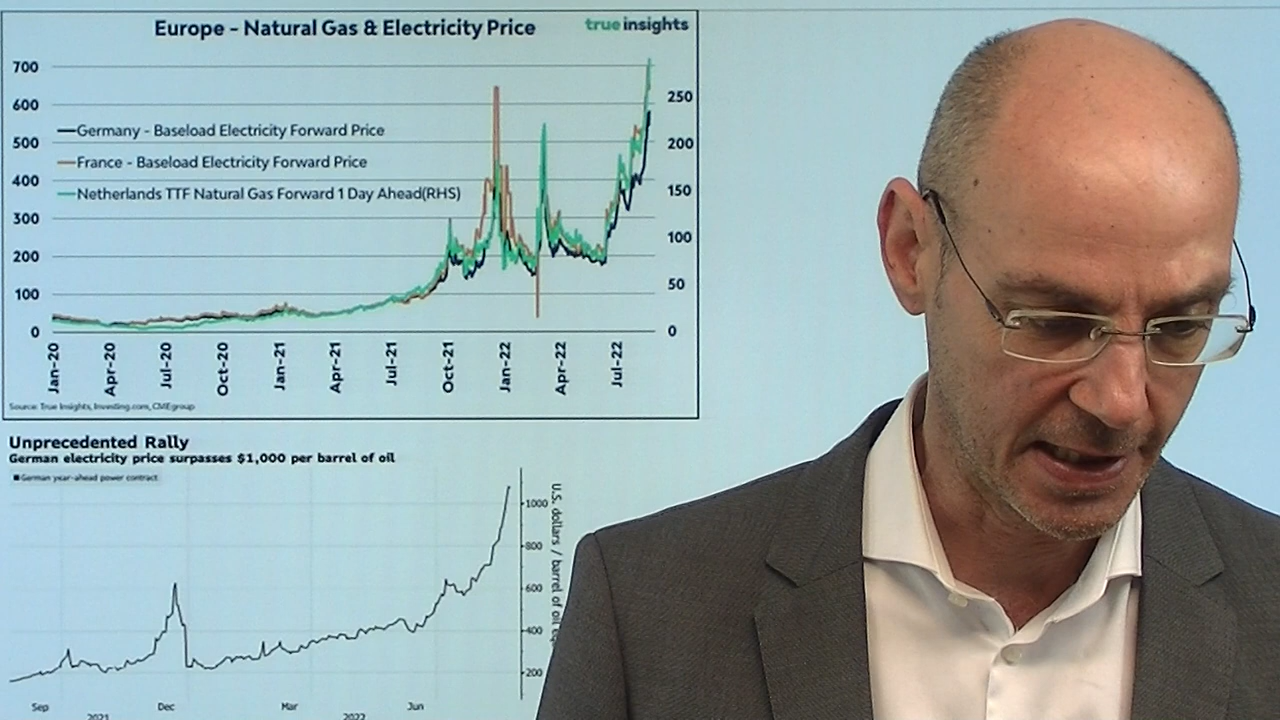 Europe - Natural Gas & Electricity Price
true insights
700
600
500
400
300
200
100
0
Germany - Baseload Electricity Forward Price
France - Baseload Electricity Forward Price
Netherlands TTF Natural Gas Forward 1 Day Ahead(RHS)
250
200
150
100
50
0
Jan-20
Apr-20
Jul-20
Oct-20
Jan-21
Apr-21
Jul-21
Oct-21
Jan-22
Apr-22
Jul-22
Source: True Insights, Investing.com, CMEgroup
Unprecedented Rally
German electricity price surpasses $1,000 per barrel of oil
German year-ahead power contract
1000
800
600
400
200
U.S. dollars / barrel of oil
Sep
Dec
Mar
Jun
2021
2022